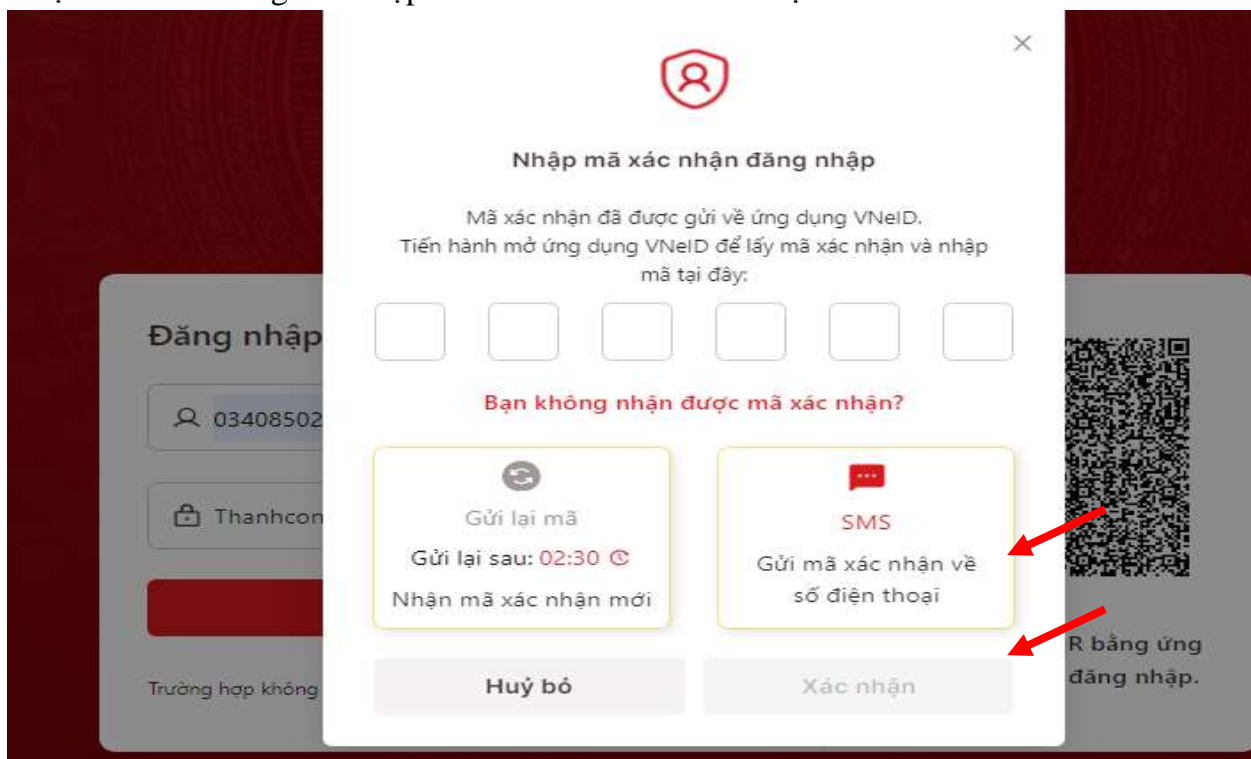 Nhập mã xác nhận đăng nhập
Mã xác nhận đã được gửi về ứng dụng VNeID.
Tiến hành mở ứng dụng VNeID để lấy mã xác nhận và nhập
mã tại đây:
Đăng nhập
03408502
Thanhcon
Bạn không nhận được mã xác nhận?
Gửi lại mã
Gửi lại sau: 02:30
Nhận mã xác nhận mới
SMS
Gửi mã xác nhận về
số điện thoại
Huỷ bỏ
Xác nhận
Trường hợp không
R bằng ứng
đăng nhập.